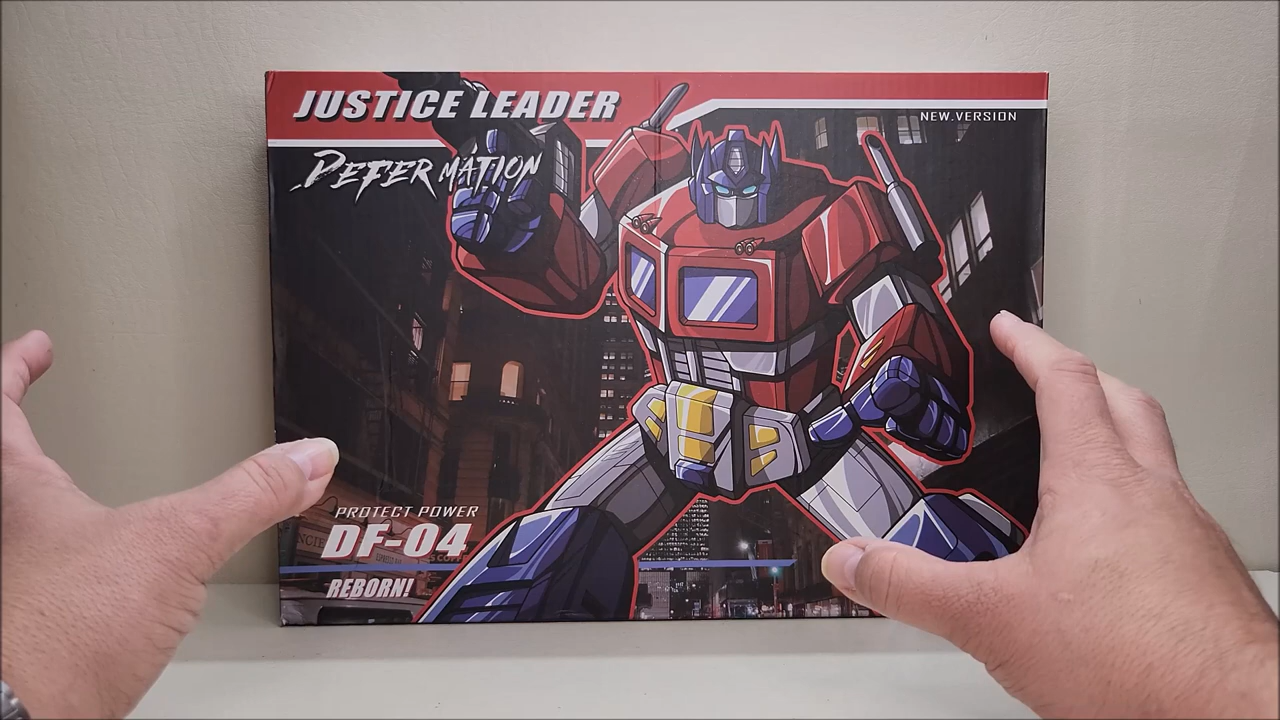 JUSTICE LEADER
NEW.VERSION
DEFERMATION
PROTECT POWER
DF-04
REBORN!